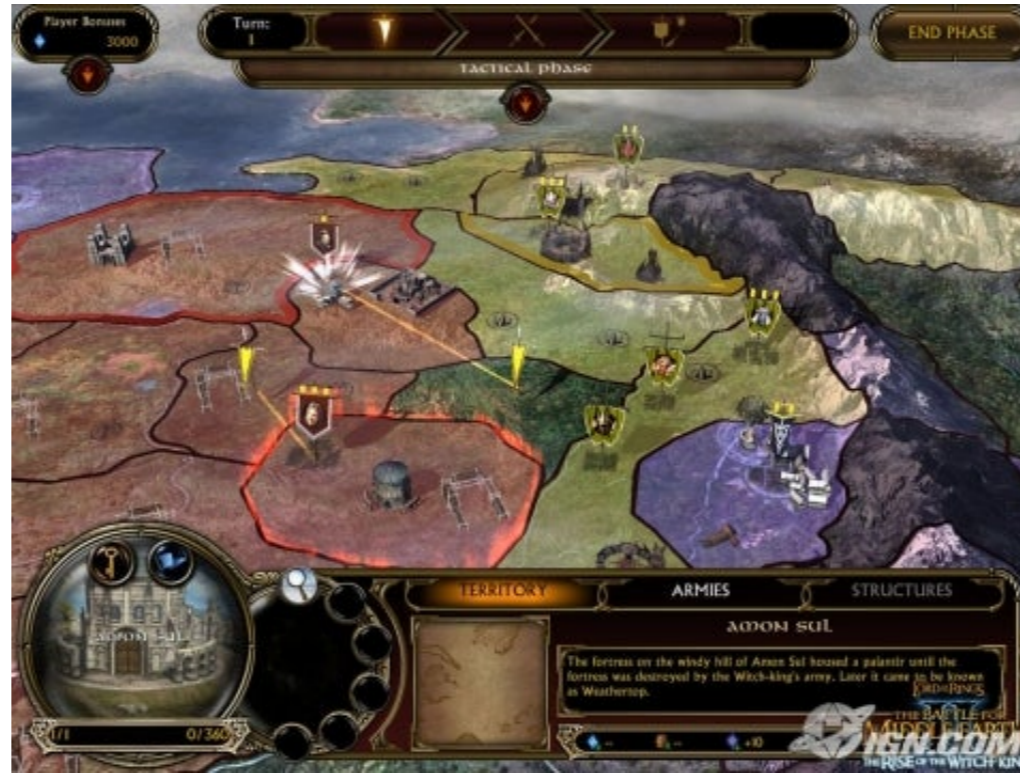 Player Bonuses
3000
Turn:
1
END PHASE
TACTICAL PHASE
TERRITORY
ARMIES
STRUCTURES
AMON SUL
AMON SUL
The fortress on the windy hill of Amon Sul housed a palantir until the
fortress was destroyed by the Witch-king's army. Later it came to be known
as Weathertop.
1/1
0/360
--
--
+10
LORD OF THE RINGS
II
THE BATTLE FOR
MIDDLE-EARTH
IGN.COM
THE RISE OF THE WITCH-KING